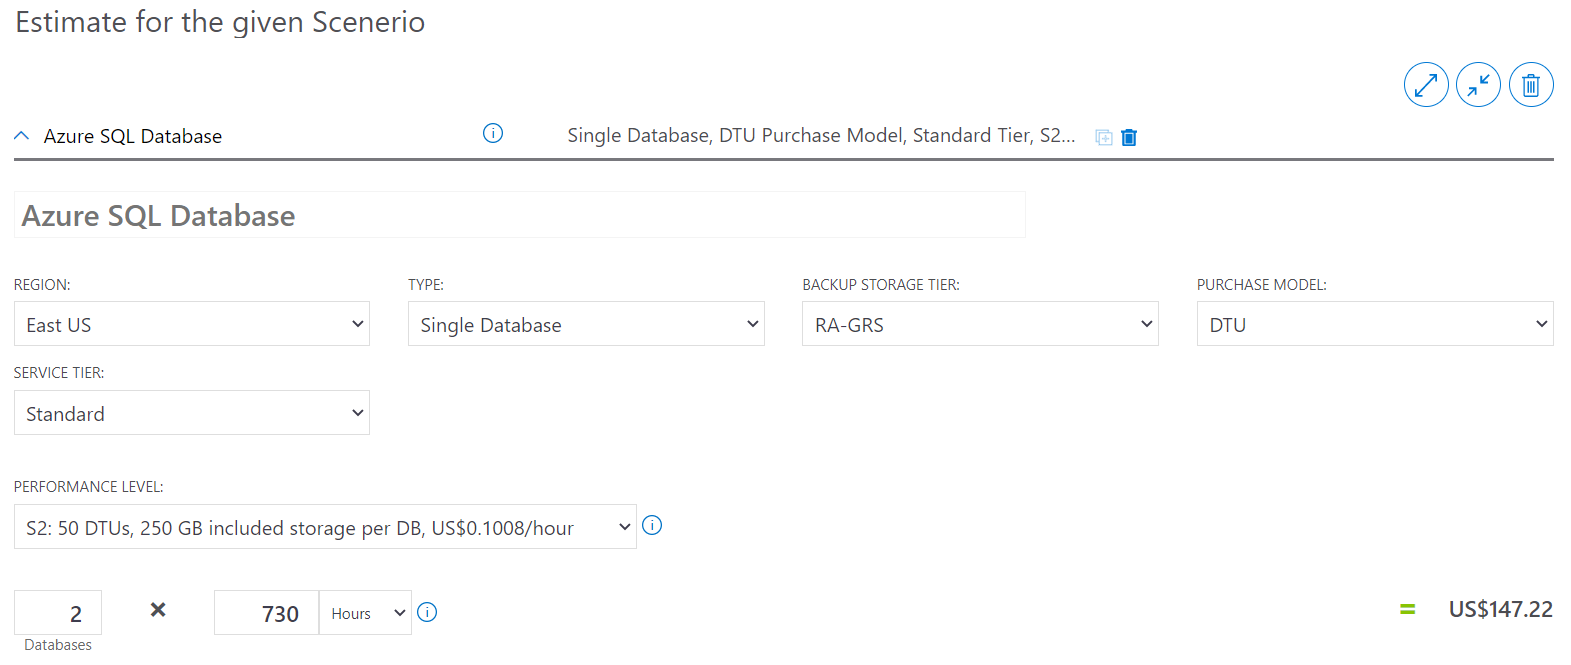 Estimate for the given Scenerio
Azure SQL Database
Single Database, DTU Purchase Model, Standard Tier, S2...
Azure SQL Database
REGION:
TYPE:
BACKUP STORAGE TIER:
PURCHASE MODEL:
East US
Single Database
RA-GRS
DTU
SERVICE TIER:
Standard
PERFORMANCE LEVEL:
S2: 50 DTUs, 250 GB included storage per DB, US$0.1008/hour
2
×
730
Hours
=
US$147.22
Databases